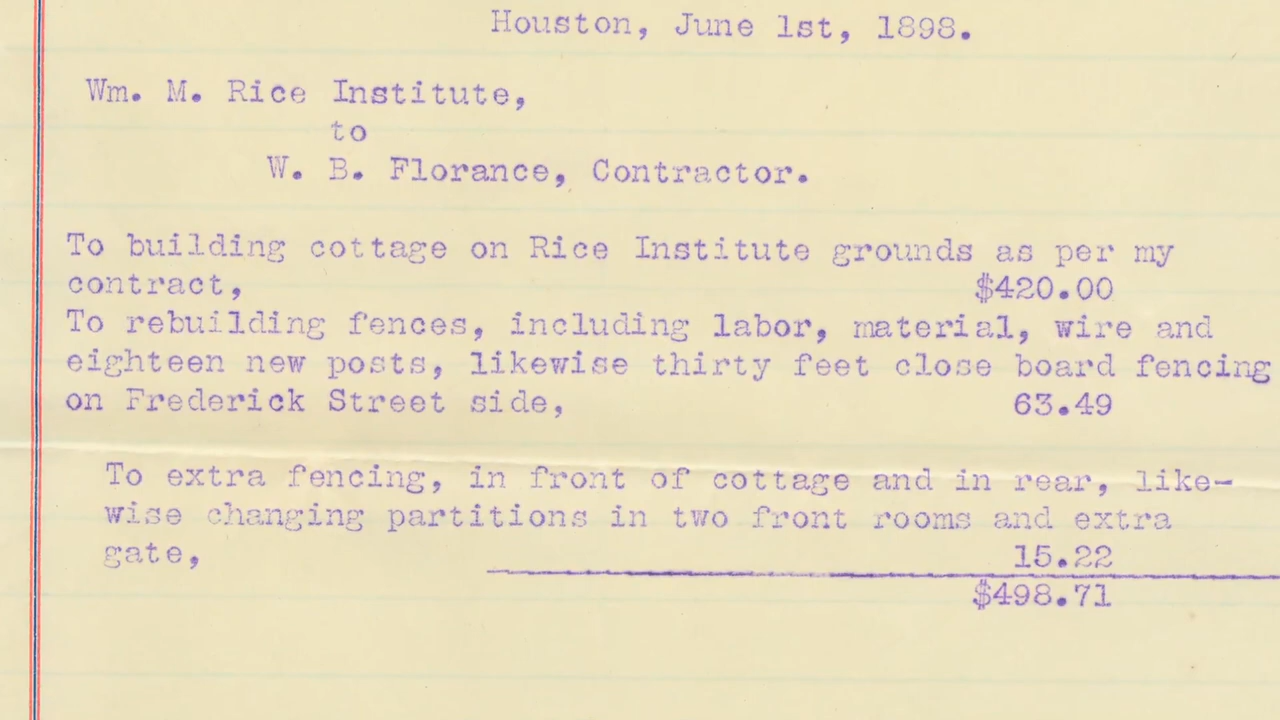 Houston, June 1st, 1898.
Wm. M. Rice Institute,
to
W. B. Florance, Contractor.
To building cottage on Rice Institute grounds as per my
contract, $420.00
To rebuilding fences, including labor, material, wire and
eighteen new posts, likewise thirty feet close board fencing
on Frederick Street side, 63.49
To extra fencing, in front of cottage and in rear, like-
wise changing partitions in two front rooms and extra
gate, 15.22
$498.71